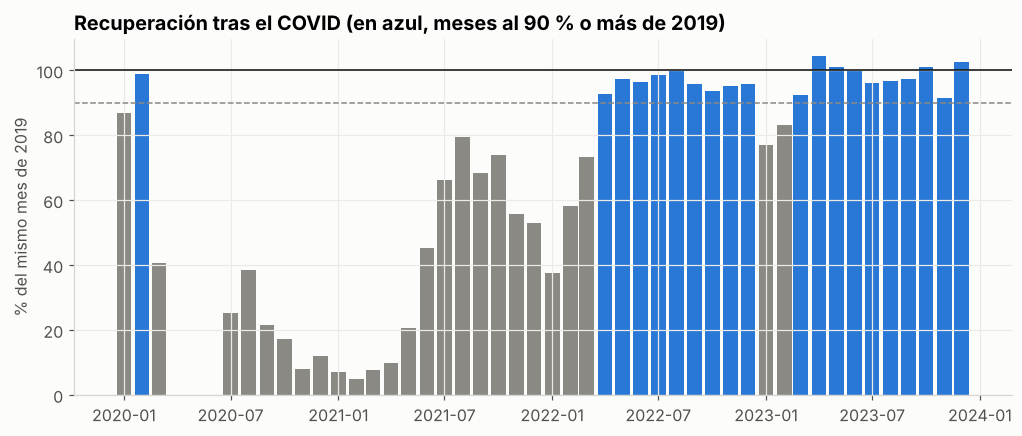 Recuperación tras el COVID (en azul, meses al 90 % o más de 2019)
% del mismo mes de 2019
100
80
60
40
20
0
2020-01 2020-07 2021-01 2021-07 2022-01 2022-07 2023-01 2023-07 2024-01